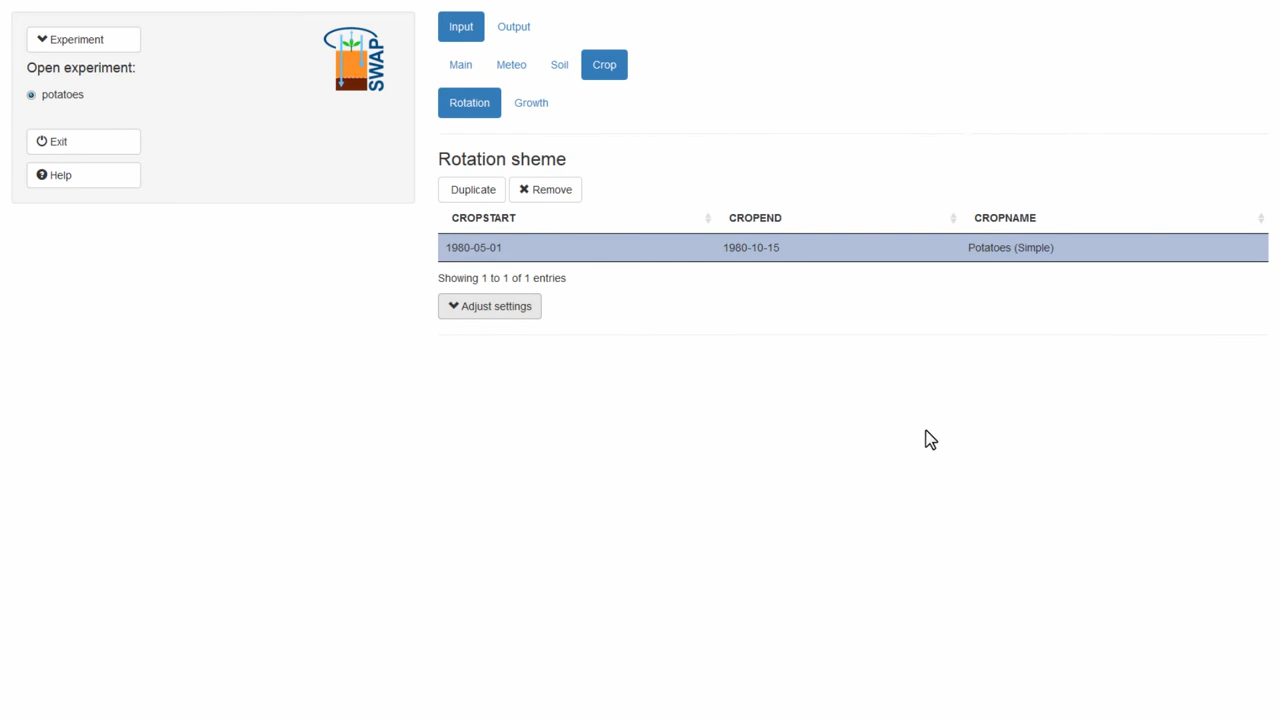 Experiment
Open experiment:
potatoes
Exit
Help
SWAP
Input Output
Main Meteo Soil Crop
Rotation Growth
Rotation sheme
Duplicate Remove
CROPSTART CROPEND CROPNAME
1980-05-01 1980-10-15 Potatoes (Simple)
Showing 1 to 1 of 1 entries
Adjust settings